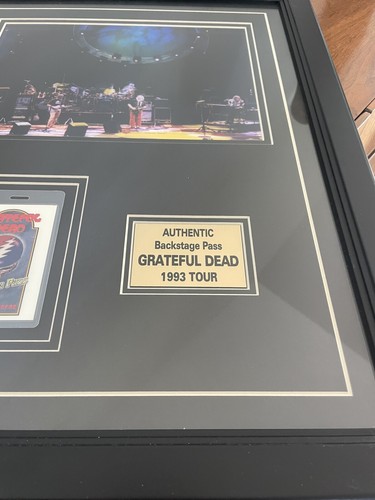 AUTHENTIC
Backstage Pass
GRATEFUL DEAD
1993 TOUR